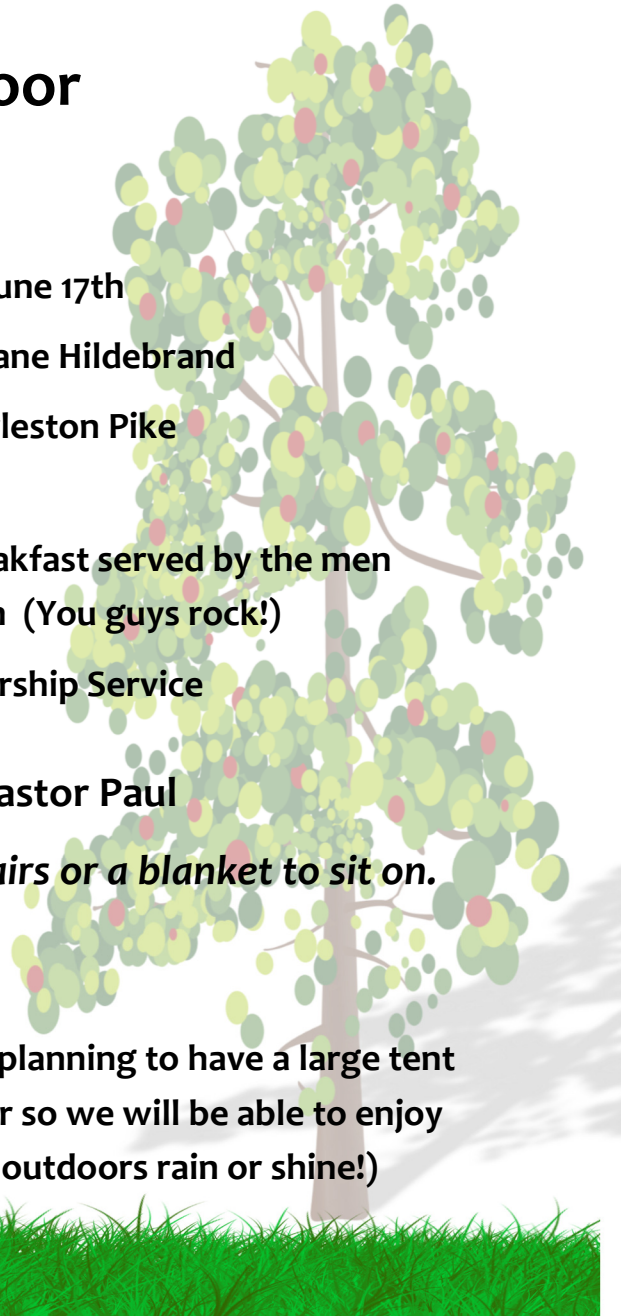 oor
une 17th
ane Hildebrand
leston Pike
akfast served by the men
n (You guys rock!)
rship Service
astor Paul
airs or a blanket to sit on.
planning to have a large tent
r so we will be able to enjoy
outdoors rain or shine!)